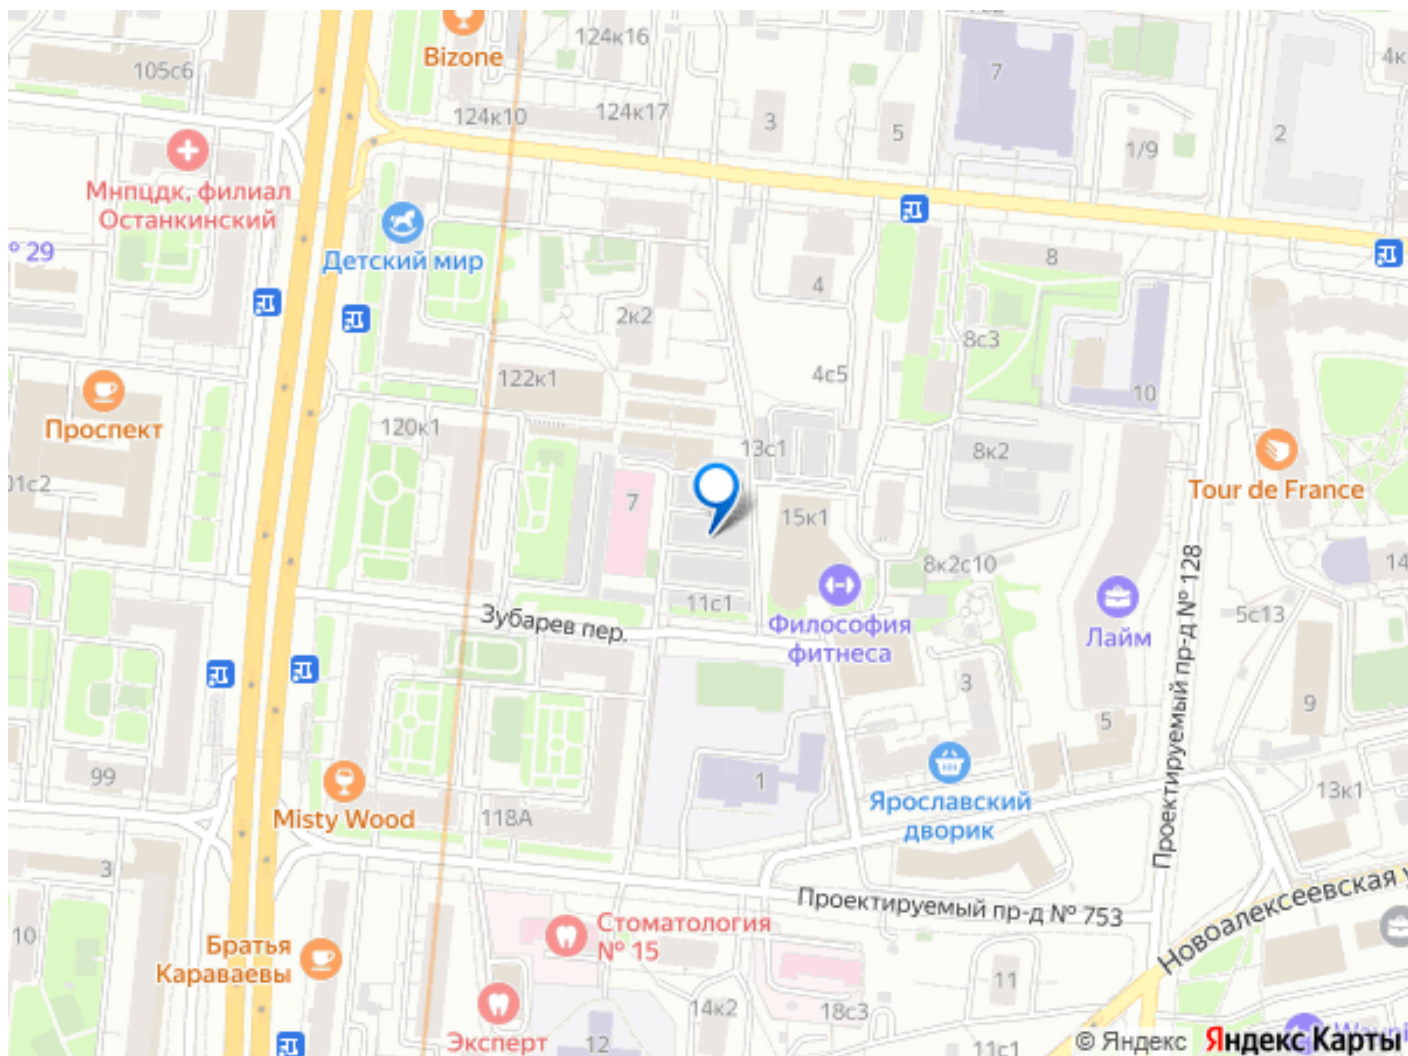 124к16
Bizone
105с6
7
4к
124к10
124к17
3
5
2
1/9
Мнпцдк, филиал
Останкинский
№ 29
Детский мир
8
4
2к2
8с3
4с5
122к1
10
Проспект
120к1
13с1
8к2
Tour de France
01с2
7
15к1
8к2с10
14
11с1
Зубарев пер.
Философия
фитнеса
Лайм
5с13
Проектируемый пр-д № 128
3
9
5
99
1
13к1
Ярославский
дворик
Misty Wood
118А
3
Проектируемый пр-д № 753
Новоалексеевская у
Стоматология
№ 15
10
Братья
Караваевы
11
14к2
18с3
Эксперт
12
11с1
© Яндекс Яндекс Карты